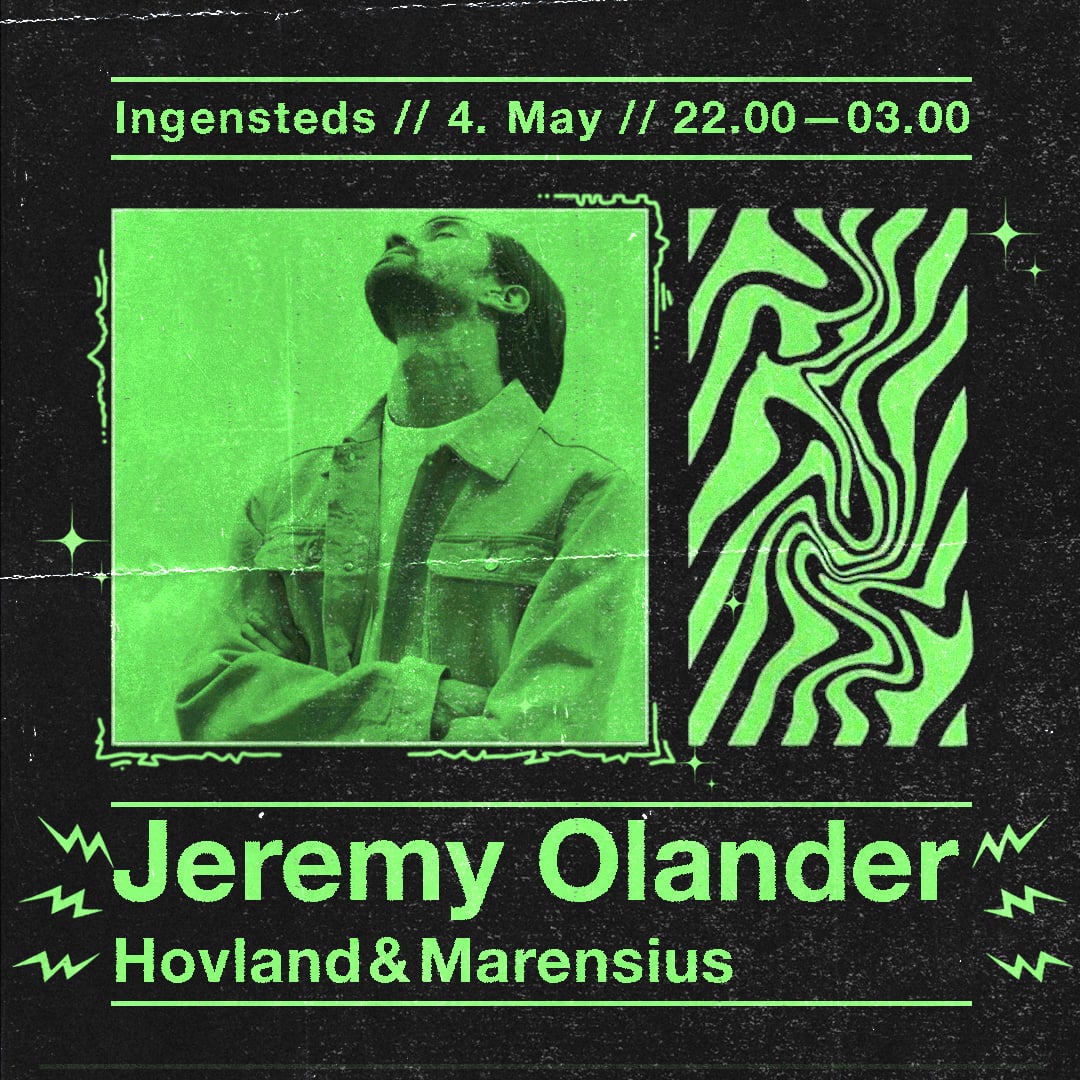 Ingensteds // 4. May // 22.00—03.00
Jeremy Olander
Hovland & Marensius